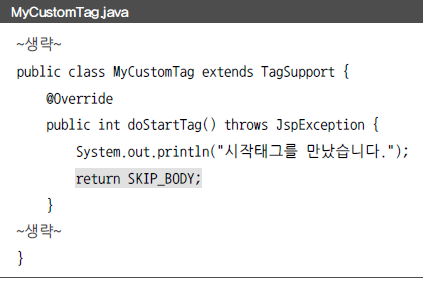 MyCustomTag.java
~생략~
public class MyCustomTag extends TagSupport {
@Override
public int doStartTag() throws JspException {
System.out.println("시작태그를 만났습니다.");
return SKIP_BODY;
}
~생략~
}